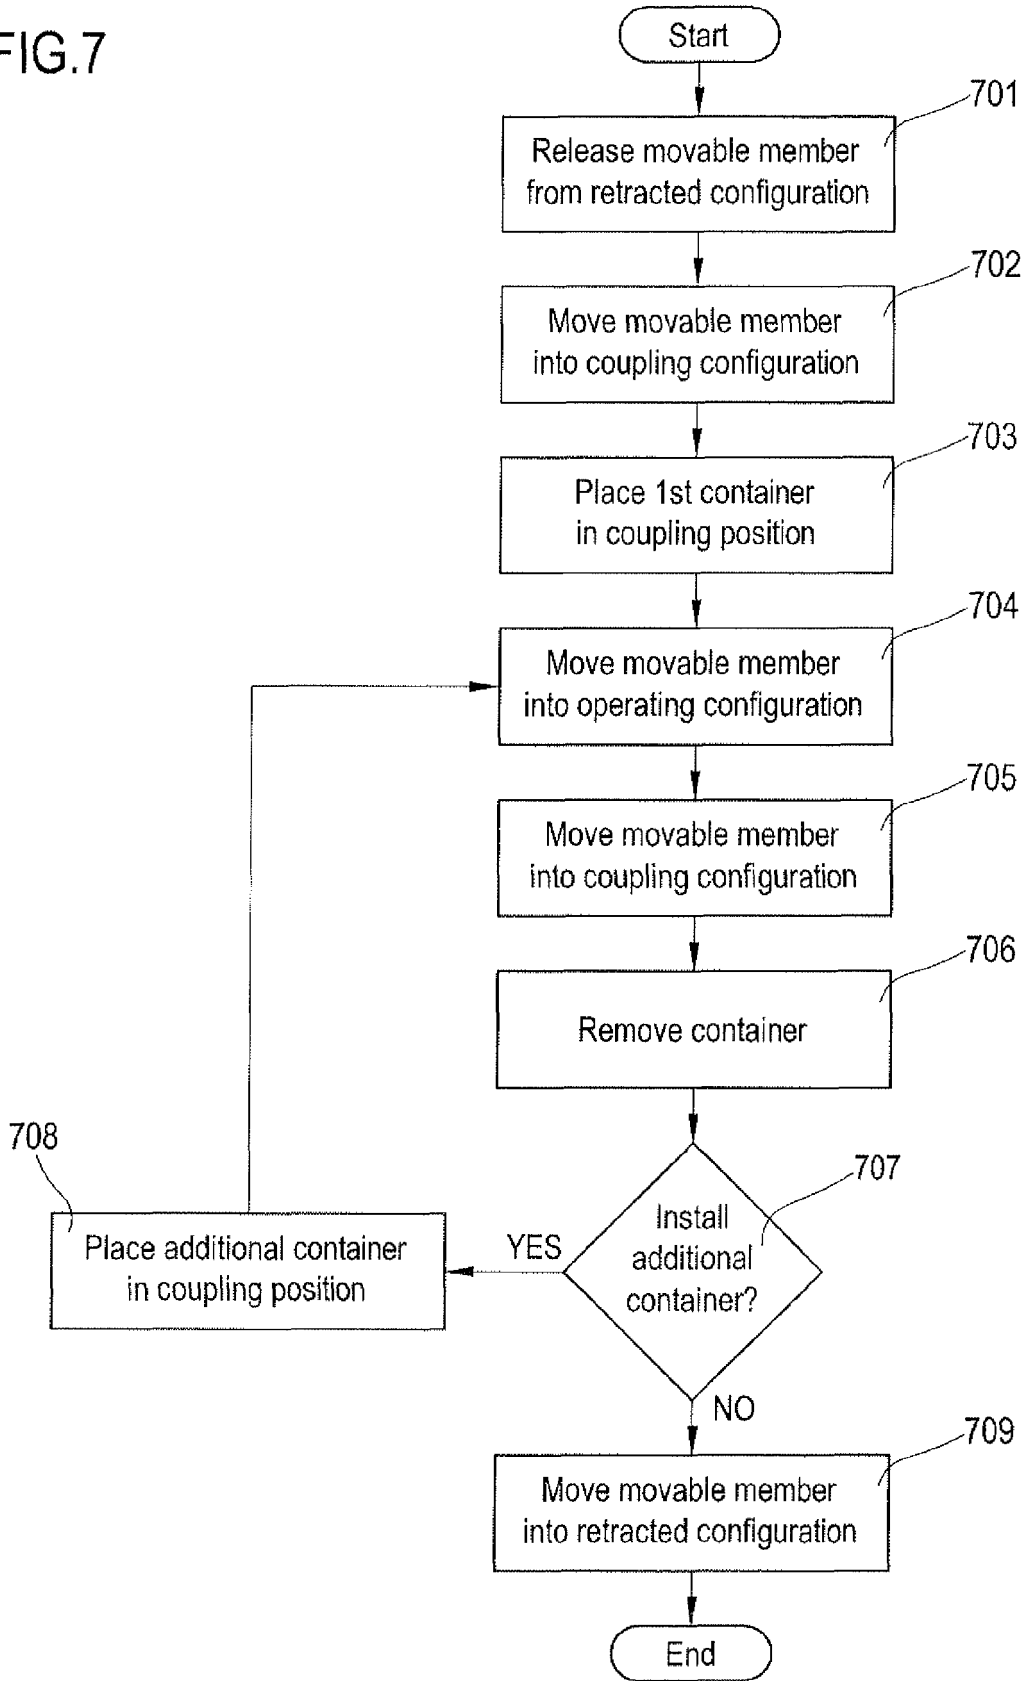 FIG.7
Start
701
Release movable member
from retracted configuration
702
Move movable member
into coupling configuration
703
Place 1st container
in coupling position
704
Move movable member
into operating configuration
705
Move movable member
into coupling configuration
706
Remove container
707
Install
additional
container?
YES
708
Place additional container
in coupling position
NO
709
Move movable member
into retracted configuration
End